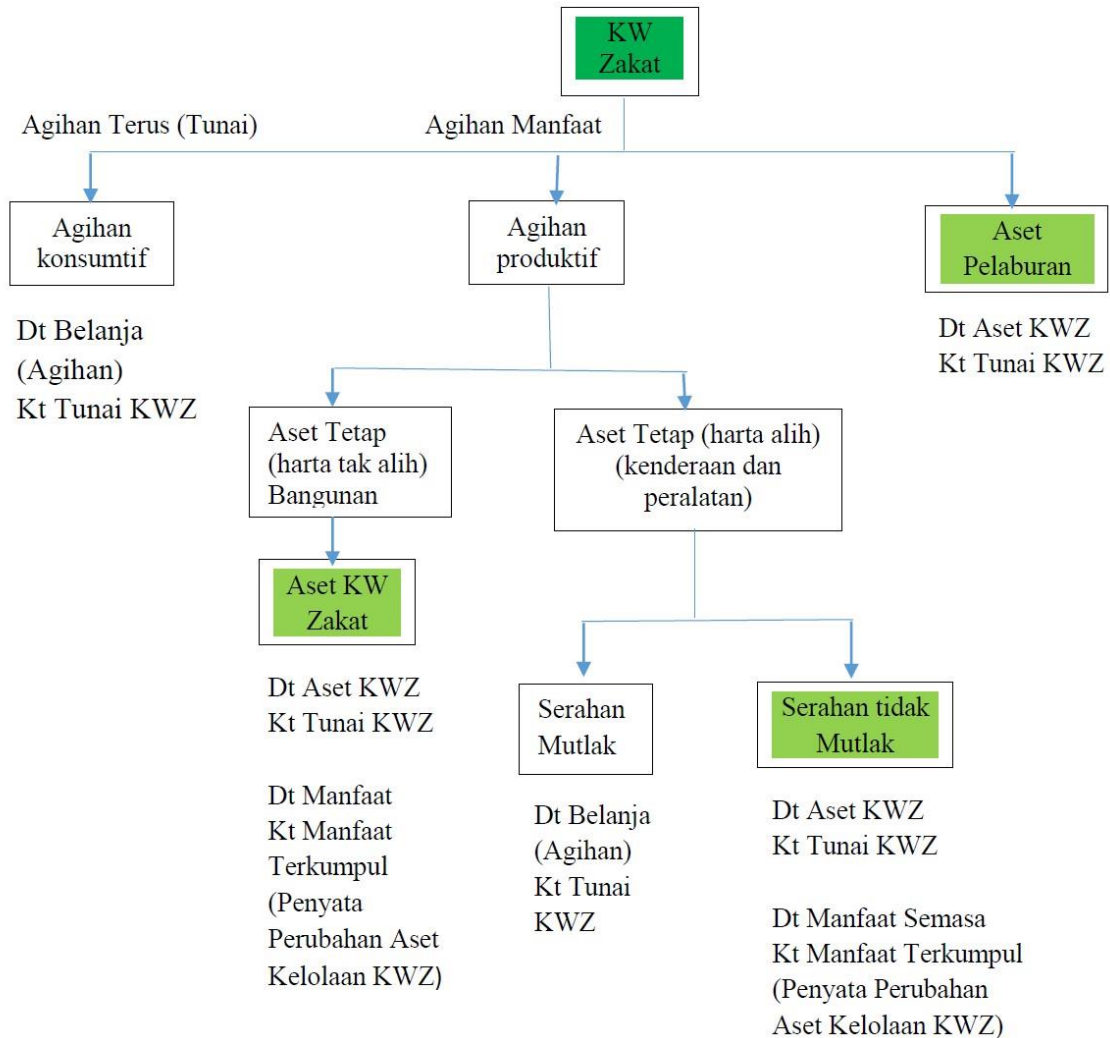 KW
Zakat
Agihan Terus (Tunai)
Agihan Manfaat
Agihan
konsumtif
Agihan
produktif
Aset
Pelaburan
Dt Belanja
(Agihan)
Kt Tunai KWZ
Dt Aset KWZ
Kt Tunai KWZ
Aset Tetap
(harta tak alih)
Bangunan
Aset Tetap (harta alih)
(kenderaan dan
peralatan)
Aset KW
Zakat
Dt Aset KWZ
Kt Tunai KWZ
Dt Manfaat
Kt Manfaat
Terkumpul
(Penyata
Perubahan Aset
Kelolaan KWZ)
Serahan
Mutlak
Dt Belanja
(Agihan)
Kt Tunai
KWZ
Serahan tidak
Mutlak
Dt Aset KWZ
Kt Tunai KWZ
Dt Manfaat Semasa
Kt Manfaat Terkumpul
(Penyata Perubahan
Aset Kelolaan KWZ)